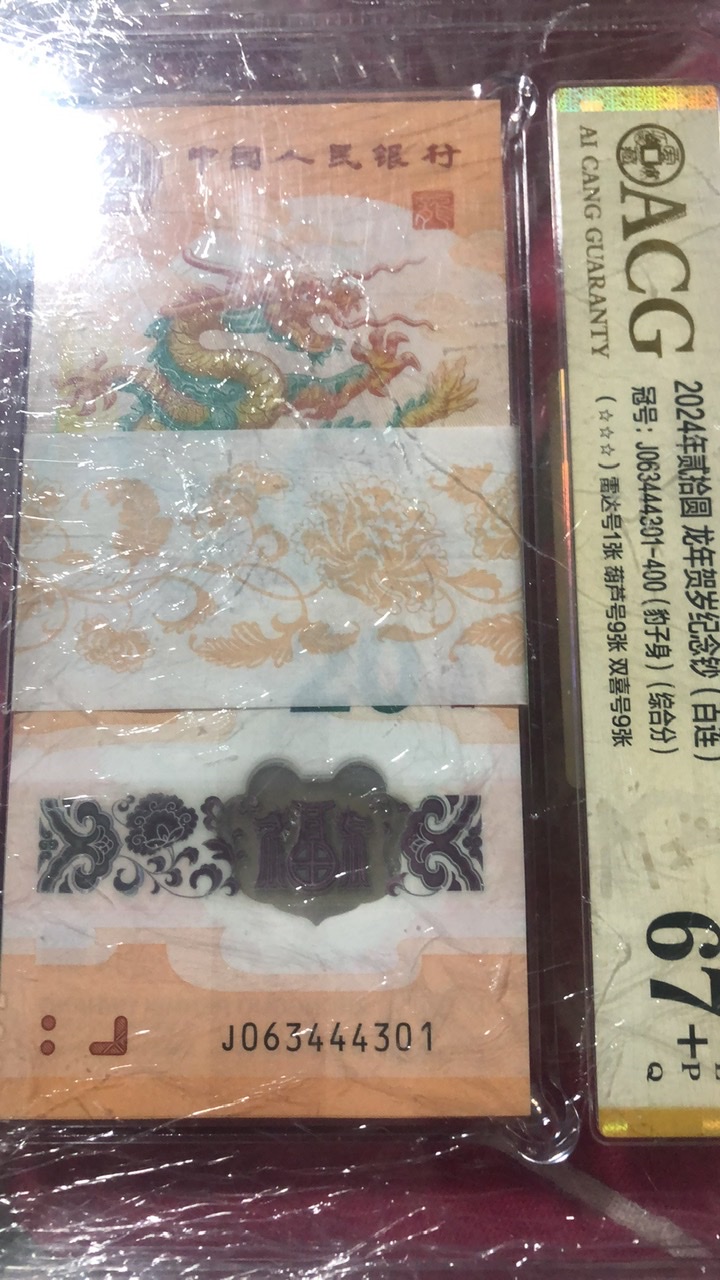 中國人民银行
J063444301
ACG
AI CANG GUARANTY
2024年贰拾圆 龙年贺岁纪念钞（白连）
冠号：J063444301-400（豹子身）（综合分）
（☆☆☆）雷达号1张 葫芦号9张 双喜号9张
67
+
P
Q